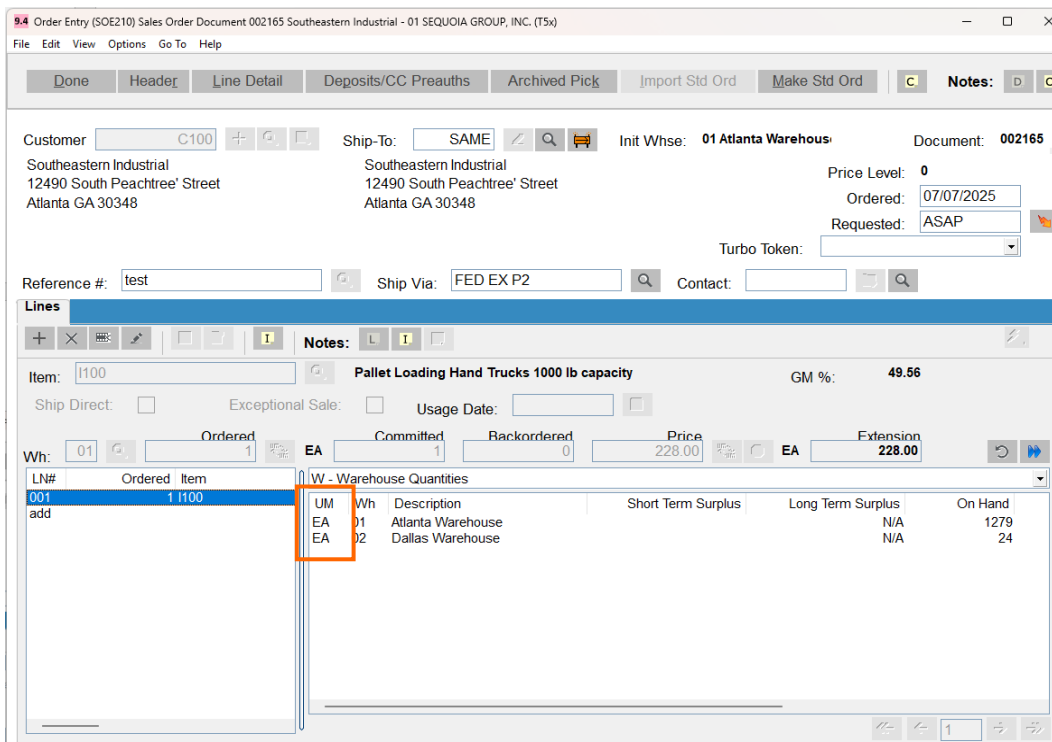 9.4 Order Entry (SOE210) Sales Order Document 002165 Southeastern Industrial - 01 SEQUOIA GROUP, INC. (T5x)
File Edit View Options Go To Help
Done Header Line Detail Deposits/CC Preauths Archived Pick Import Std Ord Make Std Ord C Notes: D C
Customer C100 Ship-To: SAME Init Whse: 01 Atlanta Warehous Document: 002165
Southeastern Industrial Southeastern Industrial
Price Level: 0
12490 South Peachtree' Street 12490 South Peachtree' Street
Ordered: 07/07/2025
Atlanta GA 30348 Atlanta GA 30348
Requested: ASAP
Turbo Token:
Reference #: test Ship Via: FED EX P2 Contact:
Lines
Notes: L I
I
Item: I100 Pallet Loading Hand Trucks 1000 lb capacity GM %: 49.56
Ship Direct: Exceptional Sale: Usage Date:
Ordered Committed Backordered Price Extension
Wh: 01 1 EA 1 0 228.00 EA 228.00
LN# Ordered Item W - Warehouse Quantities
001 1 I100
add
UM Wh Description Short Term Surplus Long Term Surplus On Hand
EA 01 Atlanta Warehouse N/A 1279
EA 02 Dallas Warehouse N/A 24
1